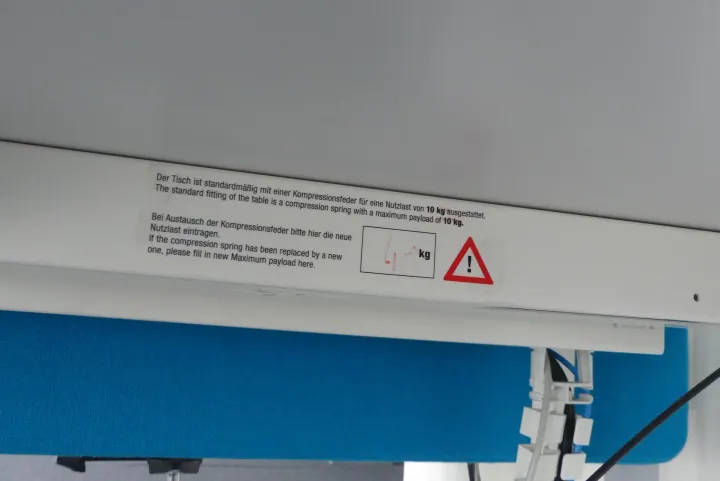 Der Tisch ist standardmäßig mit einer Kompressionsfeder für eine Nutzlast von 10 kg ausgestattet.
The standard fitting of the table is a compression spring with a maximum payload of 10 kg.
Bei Austausch der Kompressionsfeder bitte hier die neue
Nutzlast eintragen.
If the compression spring has been replaced by a new
one, please fill in new Maximum payload here.
kg
!